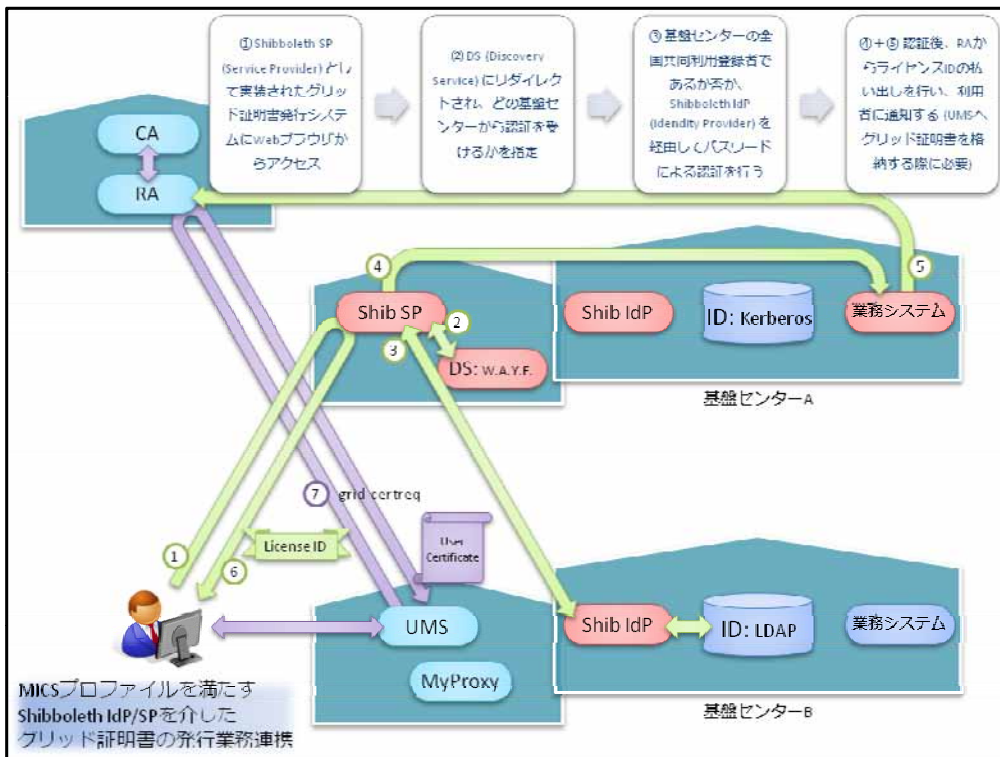 ① Shibboleth SP
(Service Provider) とし
て実装されたグリッ
ド証明書発行システ
ムにWebブラウザか
らアクセス
(2) DS (Discovery
Service) にリダイレク
トされ、どの基盤セ
ンターから認証を受
けるかを指定
③ 基盤センターの全
国共同利用登録者で
あるか否か、
Shibboleth IdP
(Idendity Provider) を
経由してパスワード
による認証を行う
④+⑤ 認証後、RAか
らライセンスIDの払
い出しを行い、利用
者に通知する (UMSへ
グリッド証明書を格
納する際に必要)
CA
RA
4
5
Shib SP
2
3
DS: W.A.Y.F.
Shib IdP
ID: Kerberos
業務システム
基盤センターA
7 grid certreq
User
Certificate
License ID
1
6
UMS
MyProxy
Shib IdP
ID: LDAP
業務システム
基盤センターB
MICSプロファイルを満たす
Shibboleth IdP/SPを介した
グリッド証明書の発行業務連携